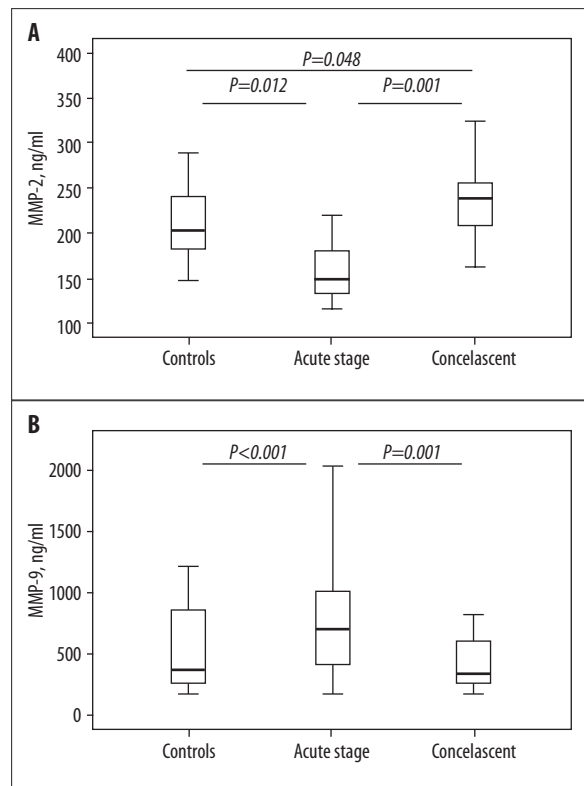 A
P=0.048
P=0.012 P=0.001
MMP-2, ng/ml
400
350
300
250
200
150
100
Controls Acute stage Concelascent
B
P<0.001 P=0.001
MMP-9, ng/ml
2000
1500
1000
500
0
Controls Acute stage Concelascent